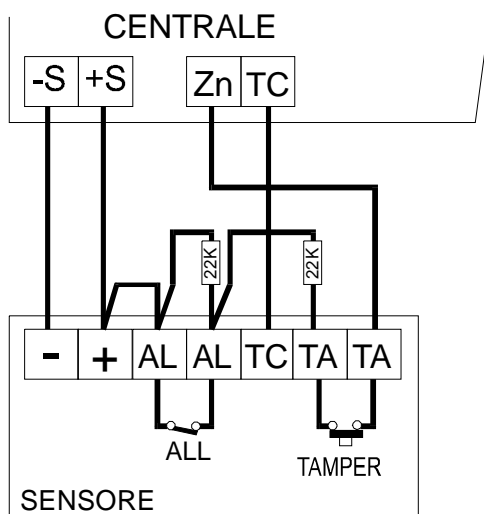 CENTRALE
-S +S Zn TC
22K 22K
- + AL AL TC TA TA
ALL
TAMPER
SENSORE